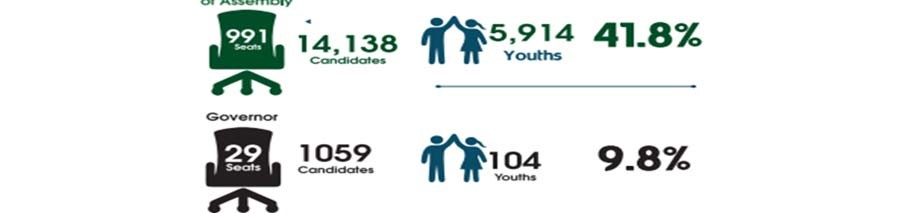 of Assembly
991
Seats
14,138
Candidates
5,914
Youths
41.8%
Governor
29
Seats
1059
Candidates
104
Youths
9.8%